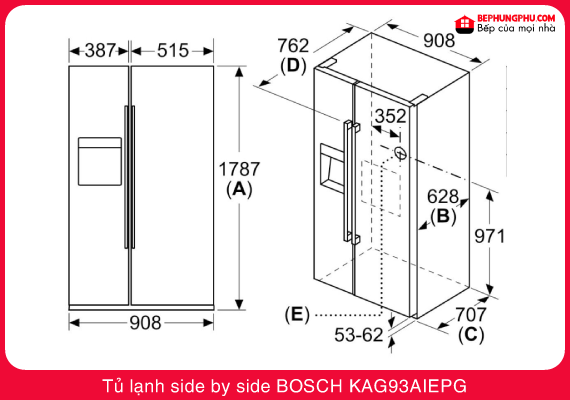 BEPHUNGPHU.COM
Bếp của mọi nhà
387
515
1787
(A)
908
762
(D)
908
352
628
(B)
971
(E)
53-62
707
(C)
Tủ lạnh side by side BOSCH KAG93AIEPG